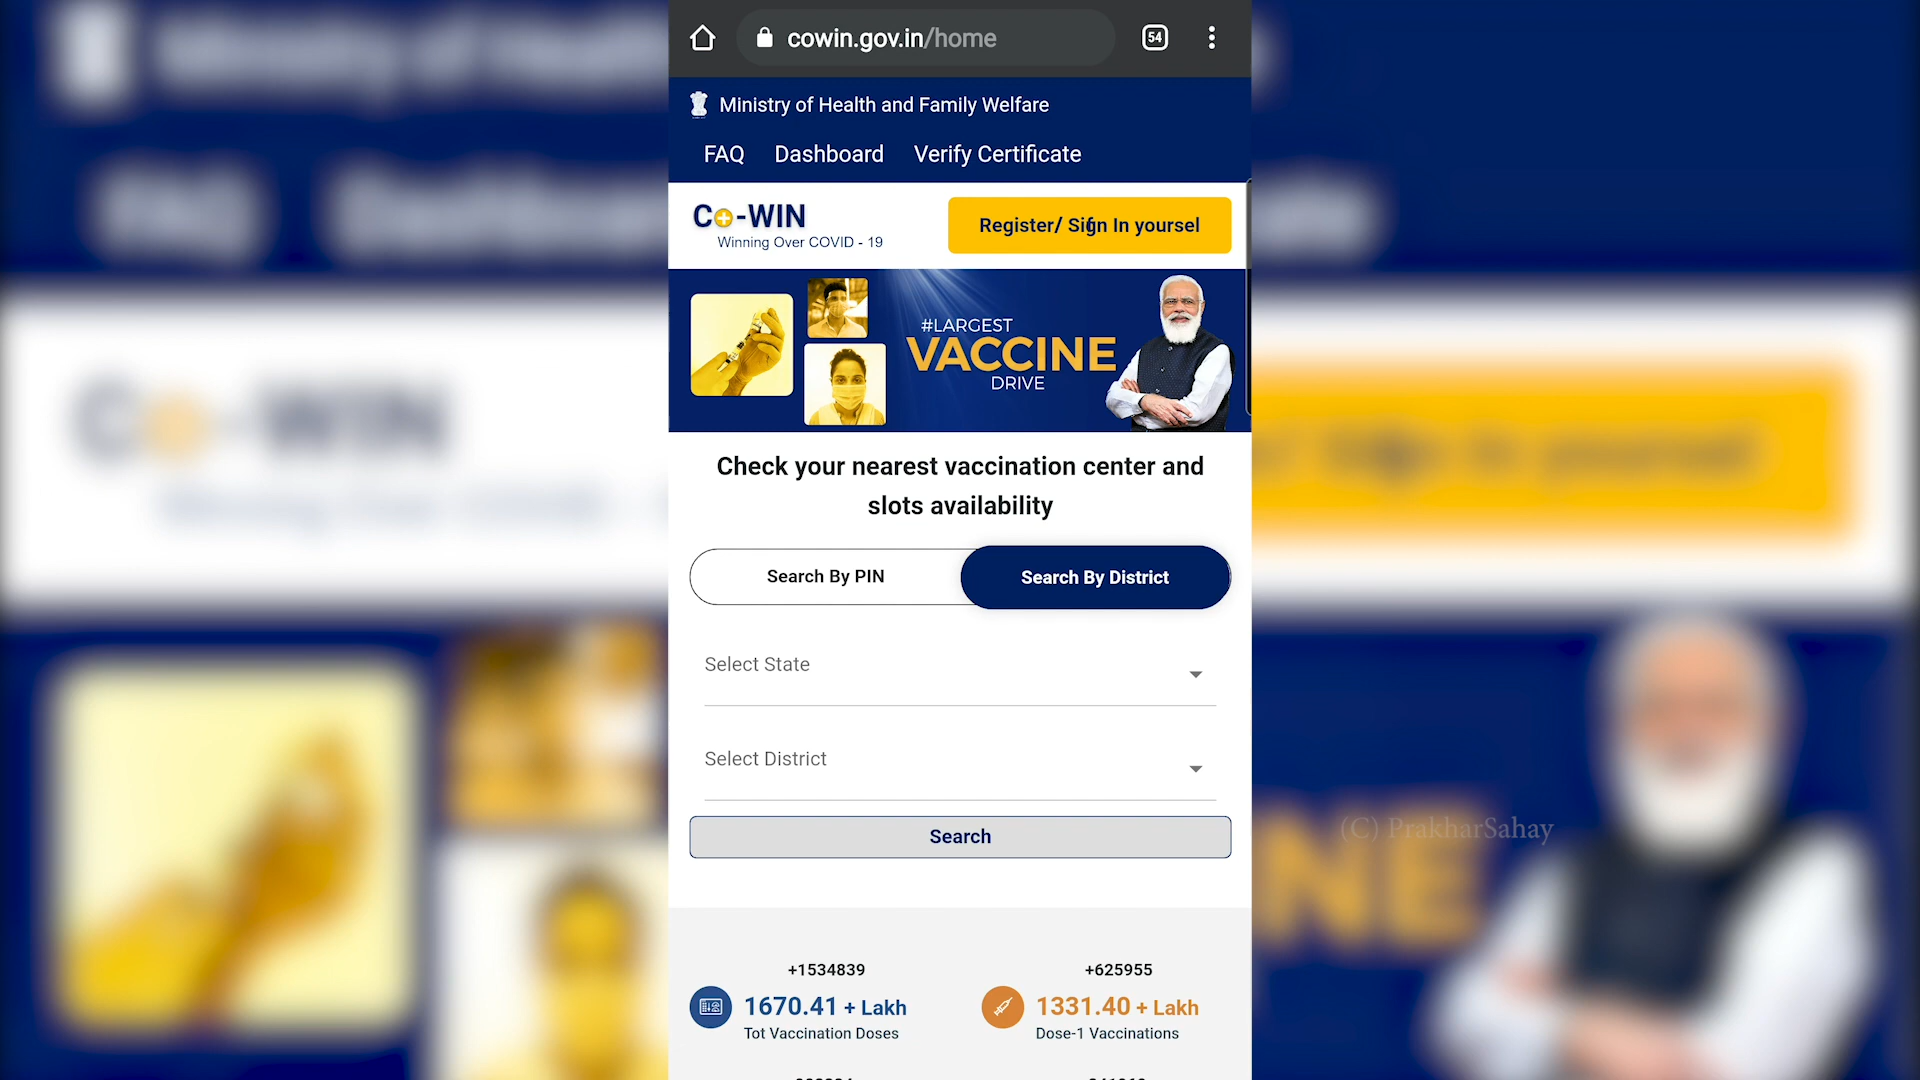 cowin.gov.in/home
54
Ministry of Health and Family Welfare
FAQ Dashboard Verify Certificate
Co-WIN
Winning Over COVID - 19
Register/ Sign In yoursel
#LARGEST
VACCINE
DRIVE
Check your nearest vaccination center and
slots availability
Search By PIN
Search By District
Select State
Select District
Search
+1534839
1670.41 + Lakh
Tot Vaccination Doses
+625955
1331.40 + Lakh
Dose-1 Vaccinations
(C) PrakharSahay